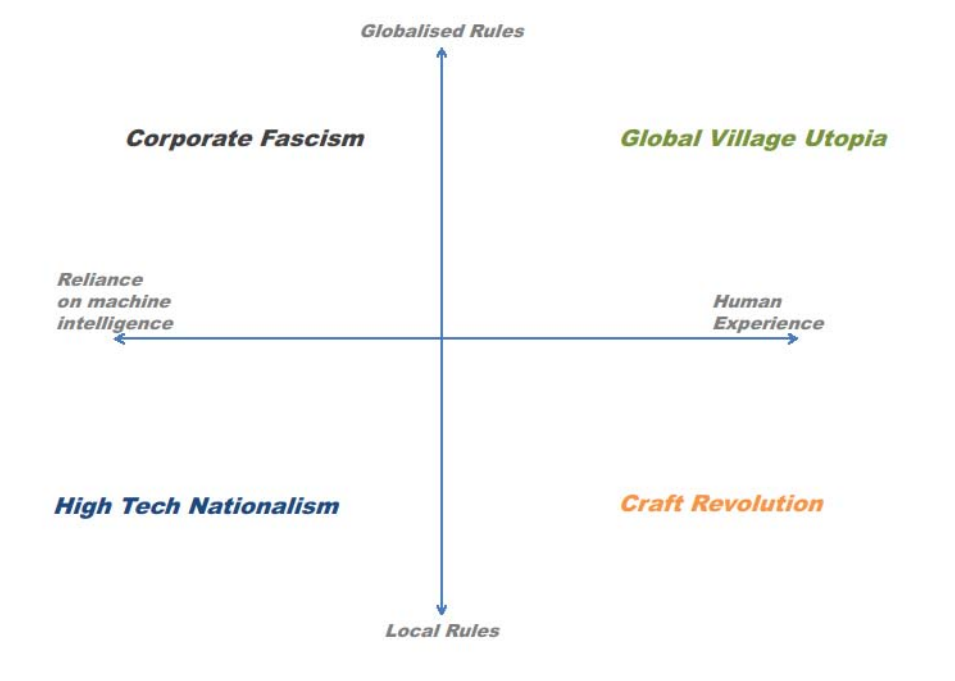 Globalised Rules
Corporate Fascism
Global Village Utopia
Reliance
on machine
intelligence
Human
Experience
High Tech Nationalism
Craft Revolution
Local Rules